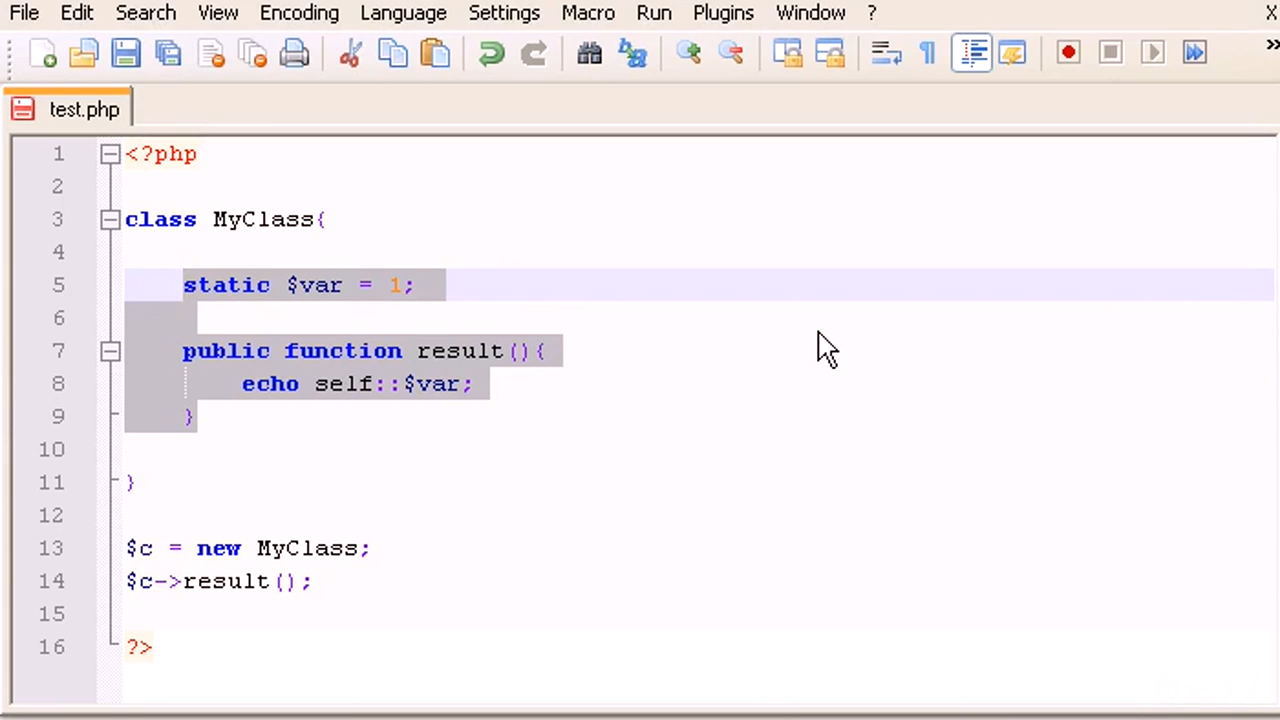 File Edit Search View Encoding Language Settings Macro Run Plugins Window ? X
test.php
1 <?php
2
3 class MyClass{
4
5 static $var = 1;
6
7 public function result(){
8 echo self::$var;
9 }
10
11 }
12
13 $c = new MyClass;
14 $c->result();
15
16 ?>